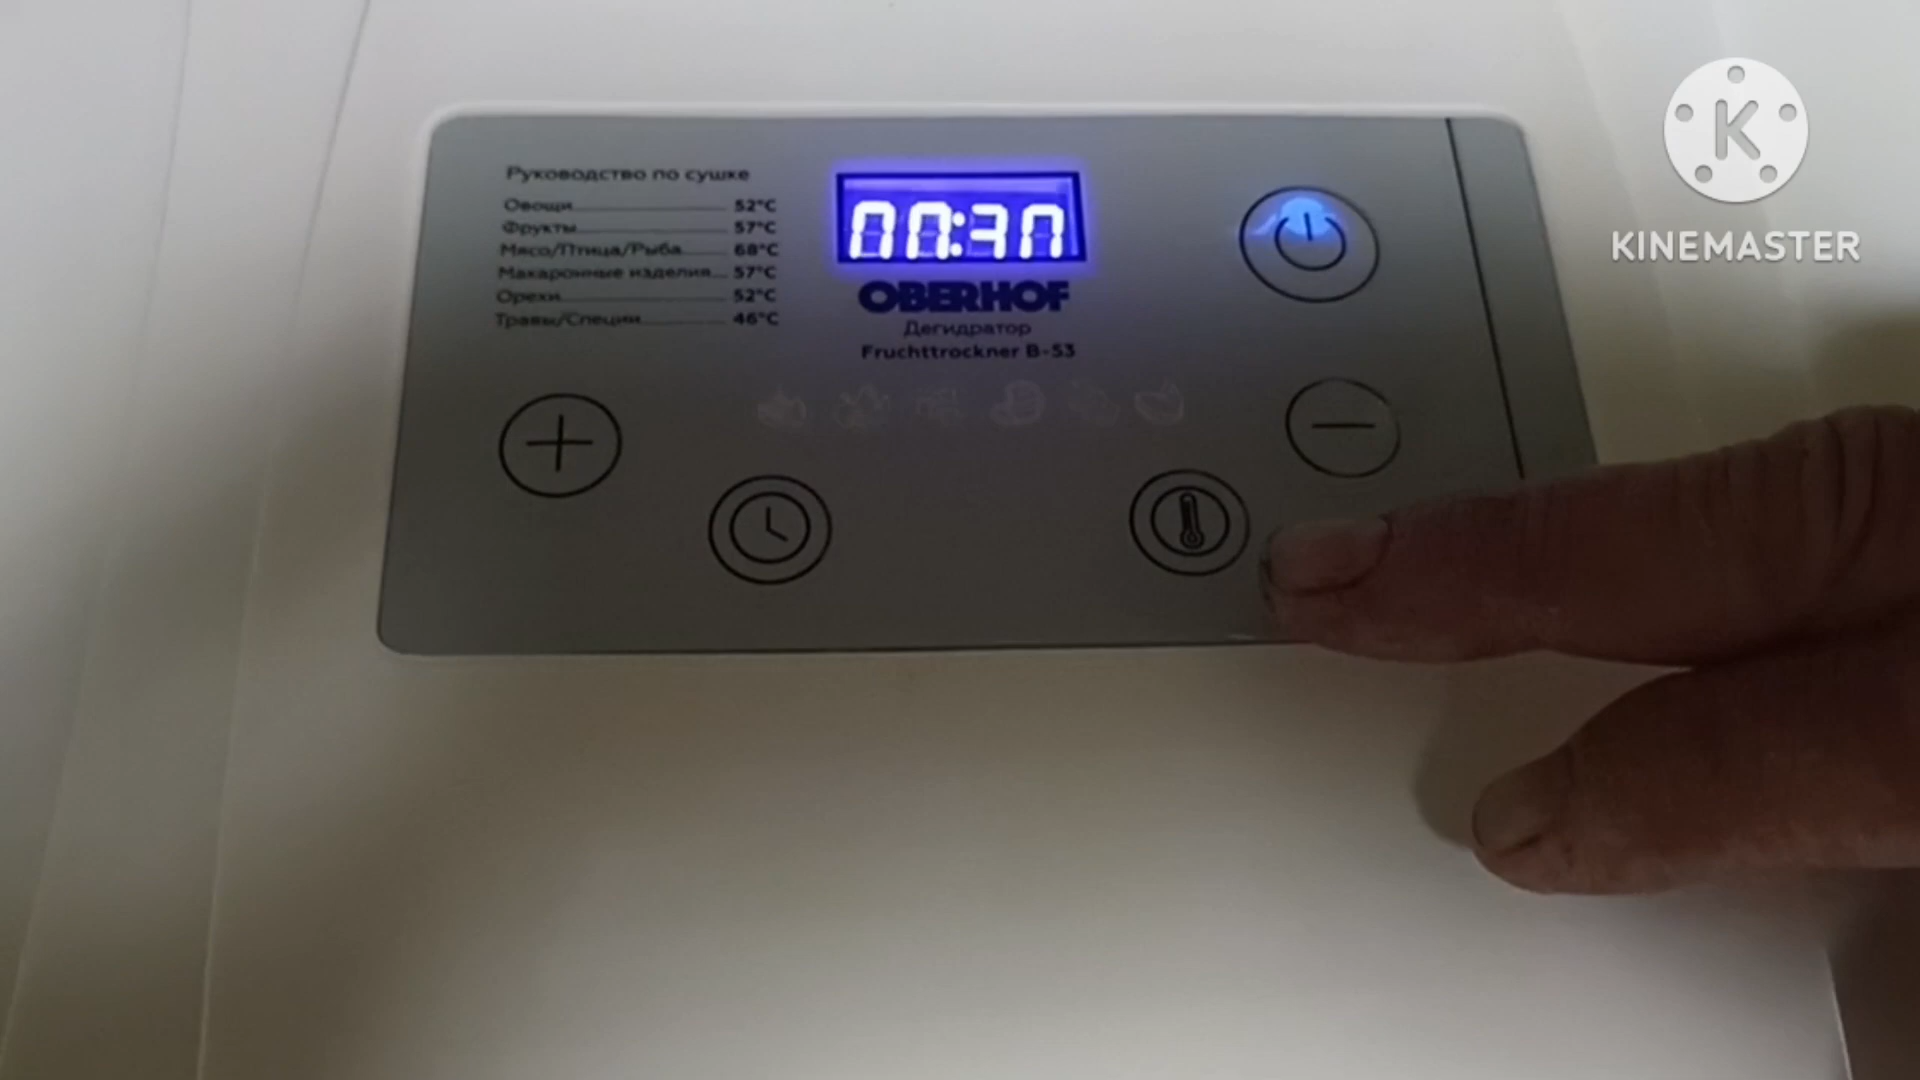 Руководство по сушке
Овощи 52°C
Фрукты 57°C
Мясо/Птица/Рыба 68°C
Макаронные изделия 57°C
Орехи 52°C
Травы/Специи 46°C
00:30
OBERHOF
Дегидратор
Fruchttrockner B-53
K
KINEMASTER